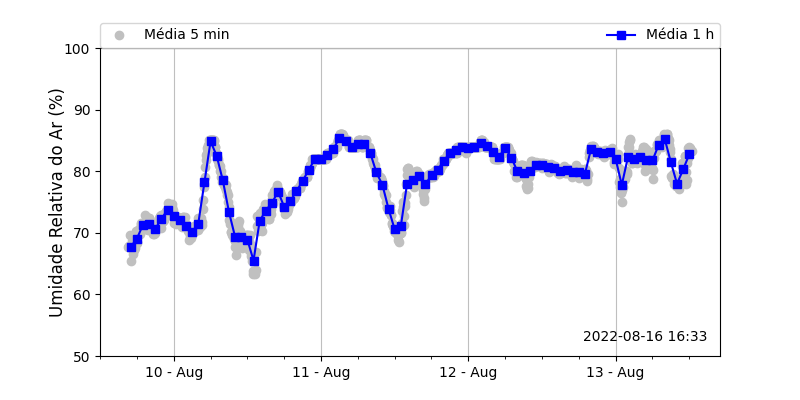 Média 5 min
Média 1 h
Umidade Relativa do Ar (%)
100
90
80
70
60
50
2022-08-16 16:33
10 - Aug
11 - Aug
12 - Aug
13 - Aug